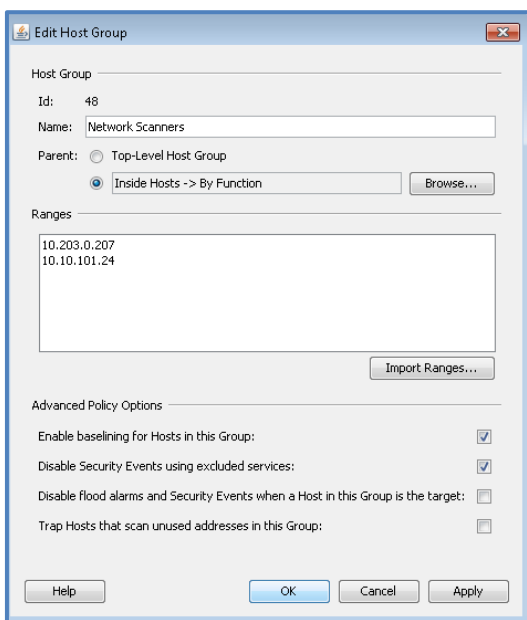 Edit Host Group
Host Group
Id: 48
Name: Network Scanners
Parent: Top-Level Host Group
Inside Hosts -> By Function Browse...
Ranges
10.203.0.207
10.10.101.24
Import Ranges...
Advanced Policy Options
Enable baselining for Hosts in this Group:
Disable Security Events using excluded services:
Disable flood alarms and Security Events when a Host in this Group is the target:
Trap Hosts that scan unused addresses in this Group:
Help OK Cancel Apply